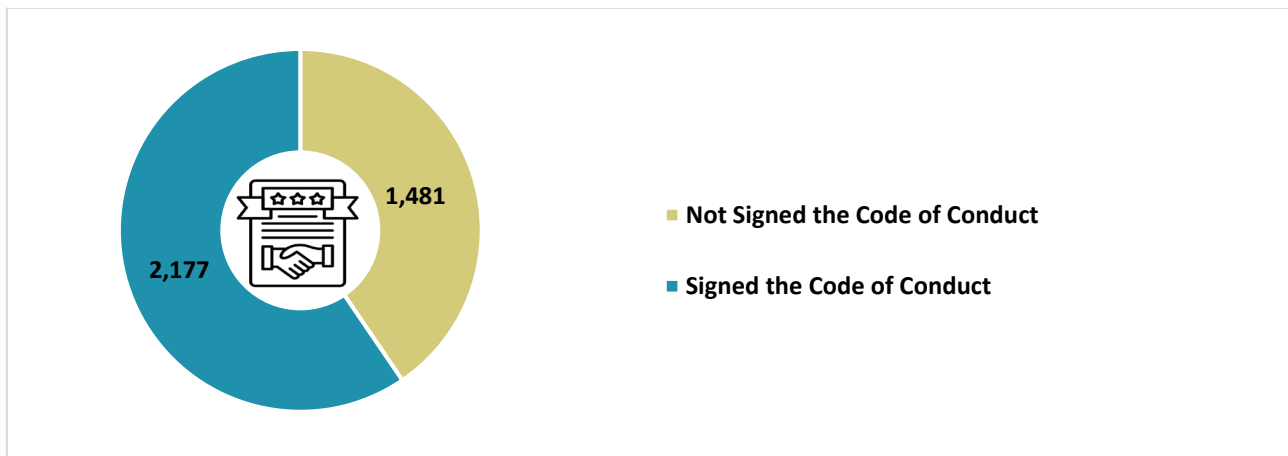 1,481
2,177
Not Signed the Code of Conduct
Signed the Code of Conduct